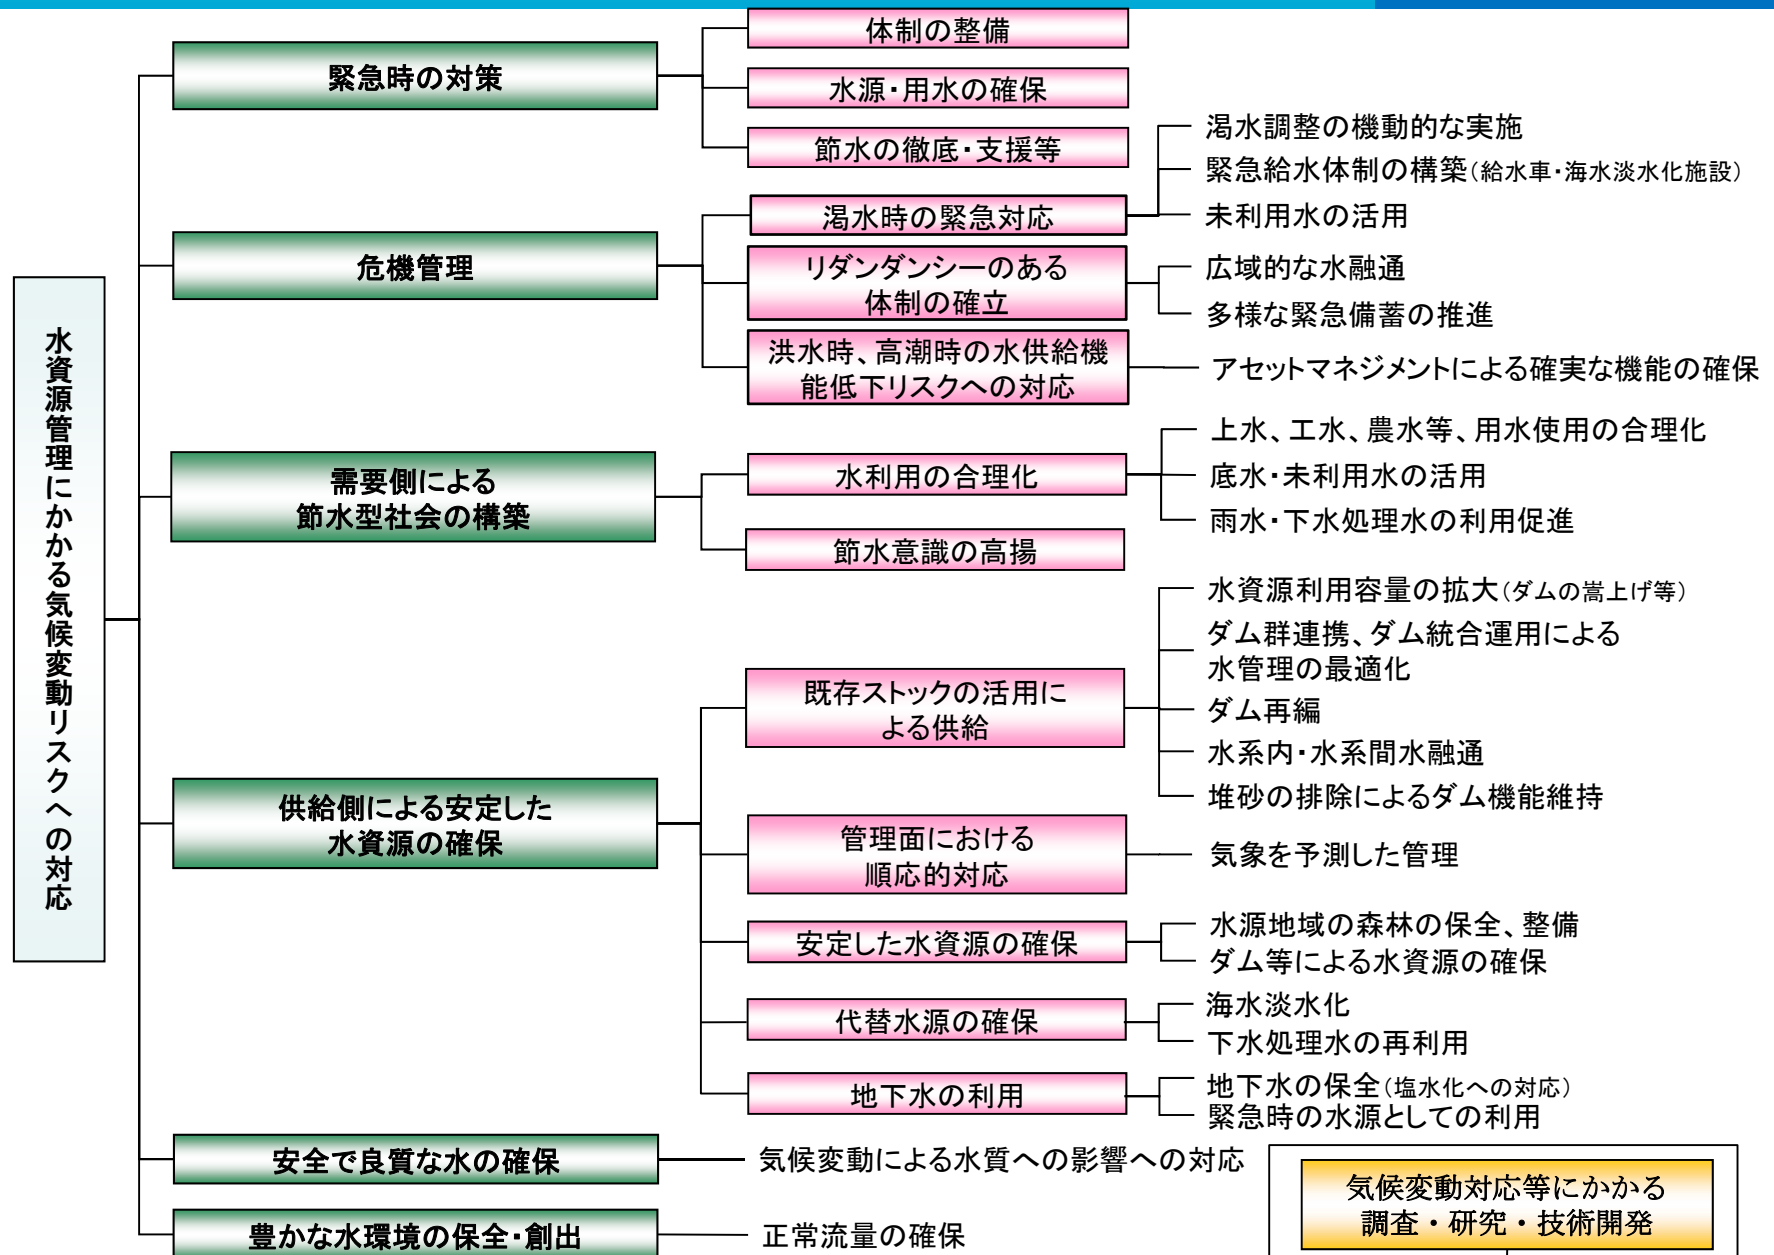 水資源管理にかかる気候変動リスクへの対応
緊急時の対策
体制の整備
水源・用水の確保
節水の徹底・支援等
危機管理
渇水時の緊急対応
渇水調整の機動的な実施
緊急給水体制の構築(給水車・海水淡水化施設)
未利用水の活用
リダンダンシーのある
体制の確立
広域的な水融通
多様な緊急備蓄の推進
洪水時、高潮時の水供給機
能低下リスクへの対応
アセットマネジメントによる確実な機能の確保
需要側による
節水型社会の構築
水利用の合理化
上水、工水、農水等、用水使用の合理化
底水・未利用水の活用
雨水・下水処理水の利用促進
節水意識の高揚
供給側による安定した
水資源の確保
既存ストックの活用に
よる供給
水資源利用容量の拡大(ダムの嵩上げ等)
ダム群連携、ダム統合運用による
水管理の最適化
ダム再編
水系内・水系間水融通
堆砂の排除によるダム機能維持
管理面における
順応的対応
気象を予測した管理
安定した水資源の確保
水源地域の森林の保全、整備
ダム等による水資源の確保
代替水源の確保
海水淡水化
下水処理水の再利用
地下水の利用
地下水の保全(塩水化への対応)
緊急時の水源としての利用
安全で良質な水の確保
気候変動による水質への影響への対応
豊かな水環境の保全・創出
正常流量の確保
気候変動対応等にかかる
調査・研究・技術開発